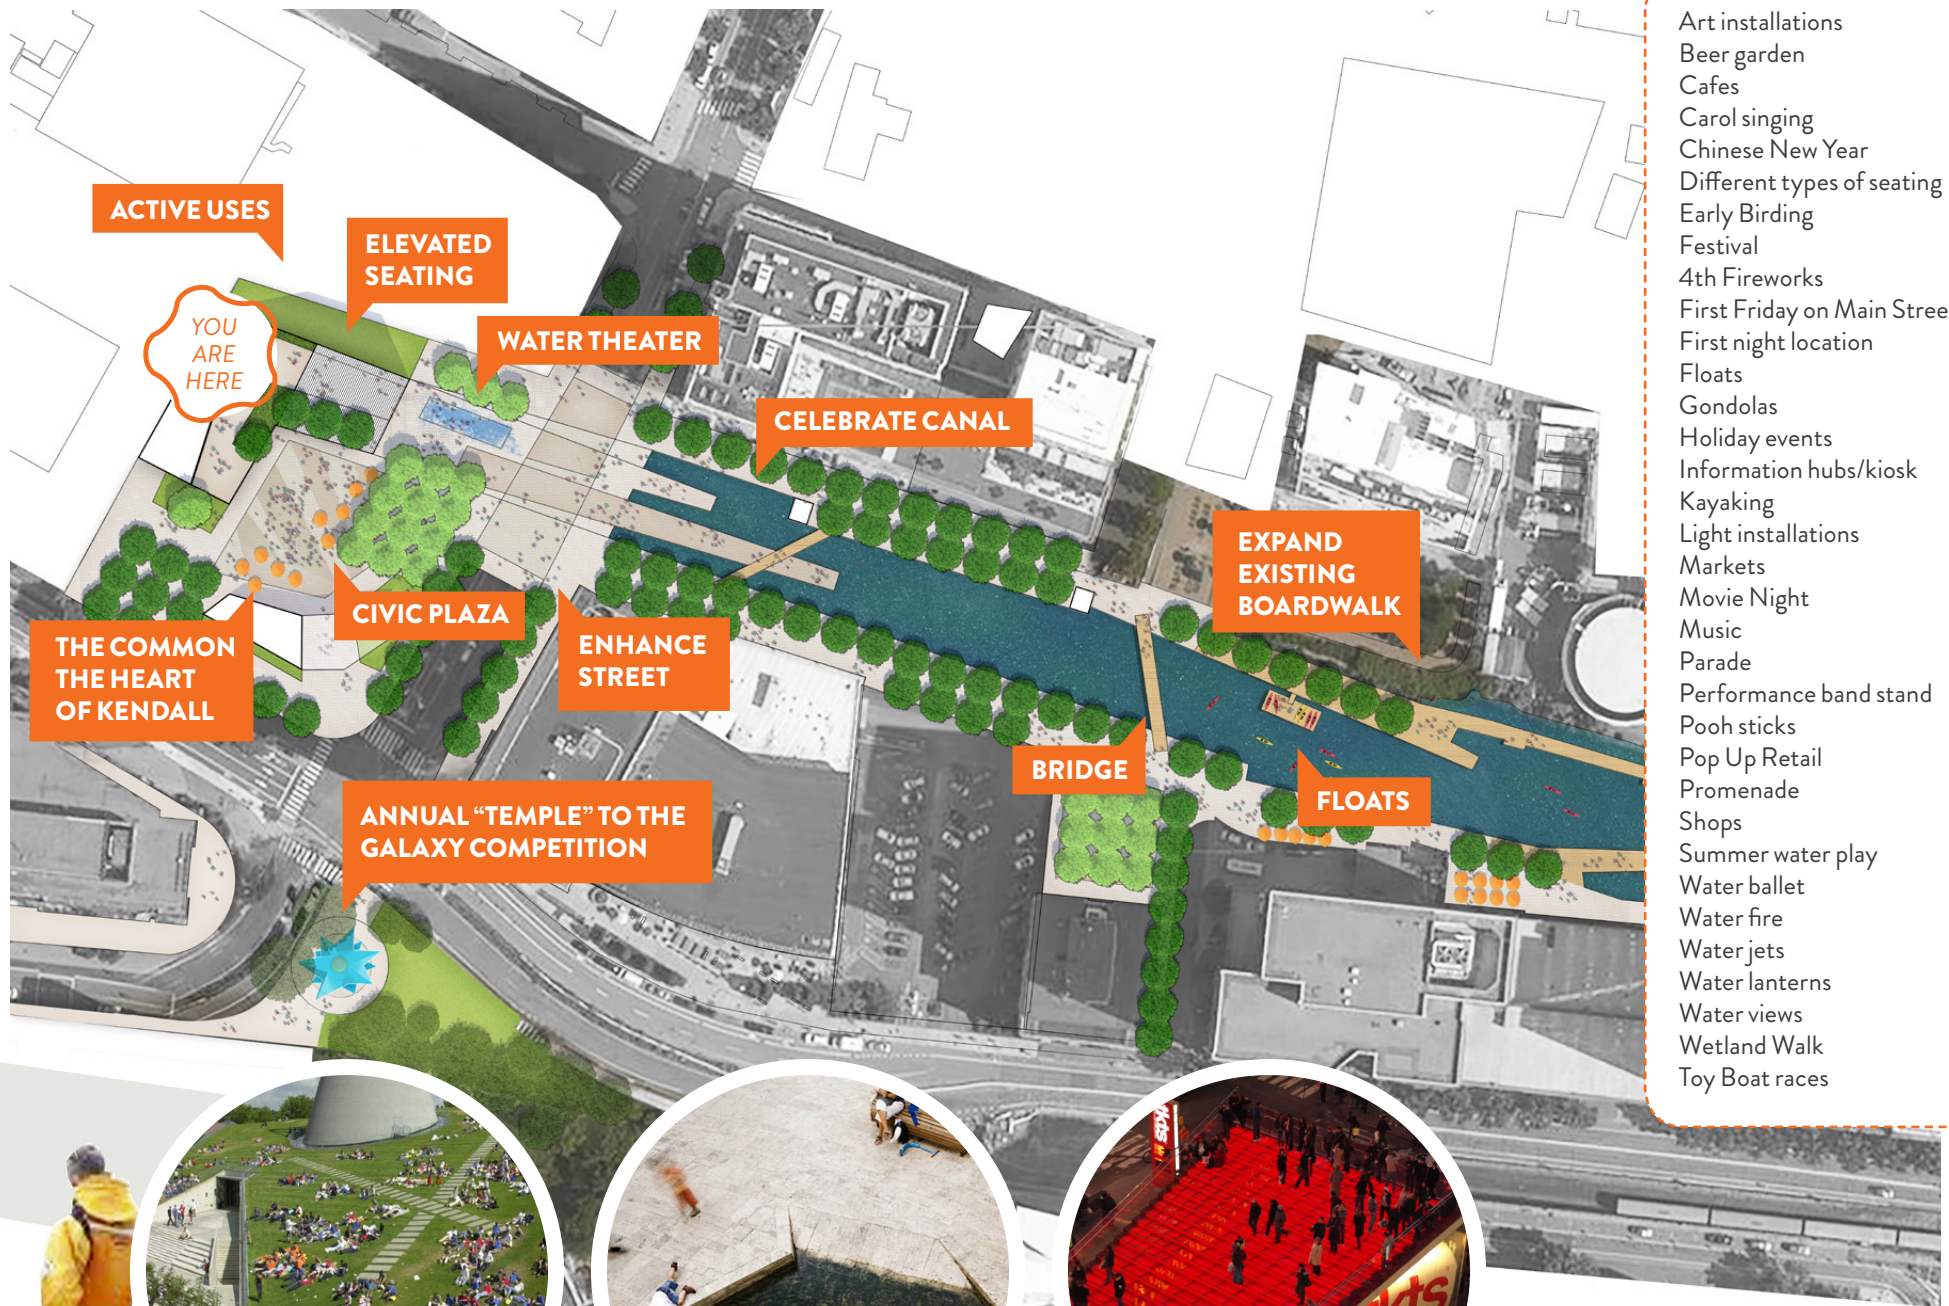 ACTIVE USES
ELEVATED
SEATING
YOU
ARE
HERE
WATER THEATER
CELEBRATE CANAL
EXPAND
EXISTING
BOARDWALK
CIVIC PLAZA
THE COMMON
THE HEART
OF KENDALL
ENHANCE
STREET
BRIDGE
FLOATS
ANNUAL “TEMPLE” TO THE
GALAXY COMPETITION
Art installations
Beer garden
Cafes
Carol singing
Chinese New Year
Different types of seating
Early Birding
Festival
4th Fireworks
First Friday on Main Stree
First night location
Floats
Gondolas
Holiday events
Information hubs/kiosk
Kayaking
Light installations
Markets
Movie Night
Music
Parade
Performance band stand
Pooh sticks
Pop Up Retail
Promenade
Shops
Summer water play
Water ballet
Water fire
Water jets
Water lanterns
Water views
Wetland Walk
Toy Boat races
tkts